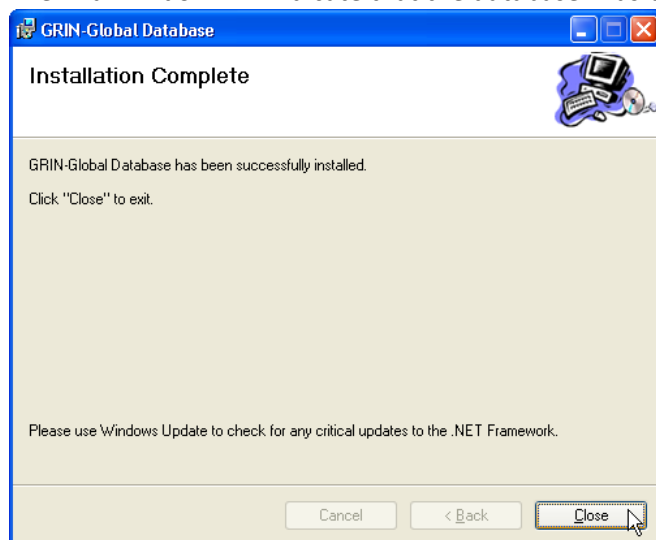 GRIN-Global Database
Installation Complete
GRIN-Global Database has been successfully installed.
Click "Close" to exit.
Please use Windows Update to check for any critical updates to the .NET Framework.
Cancel
< Back
Close